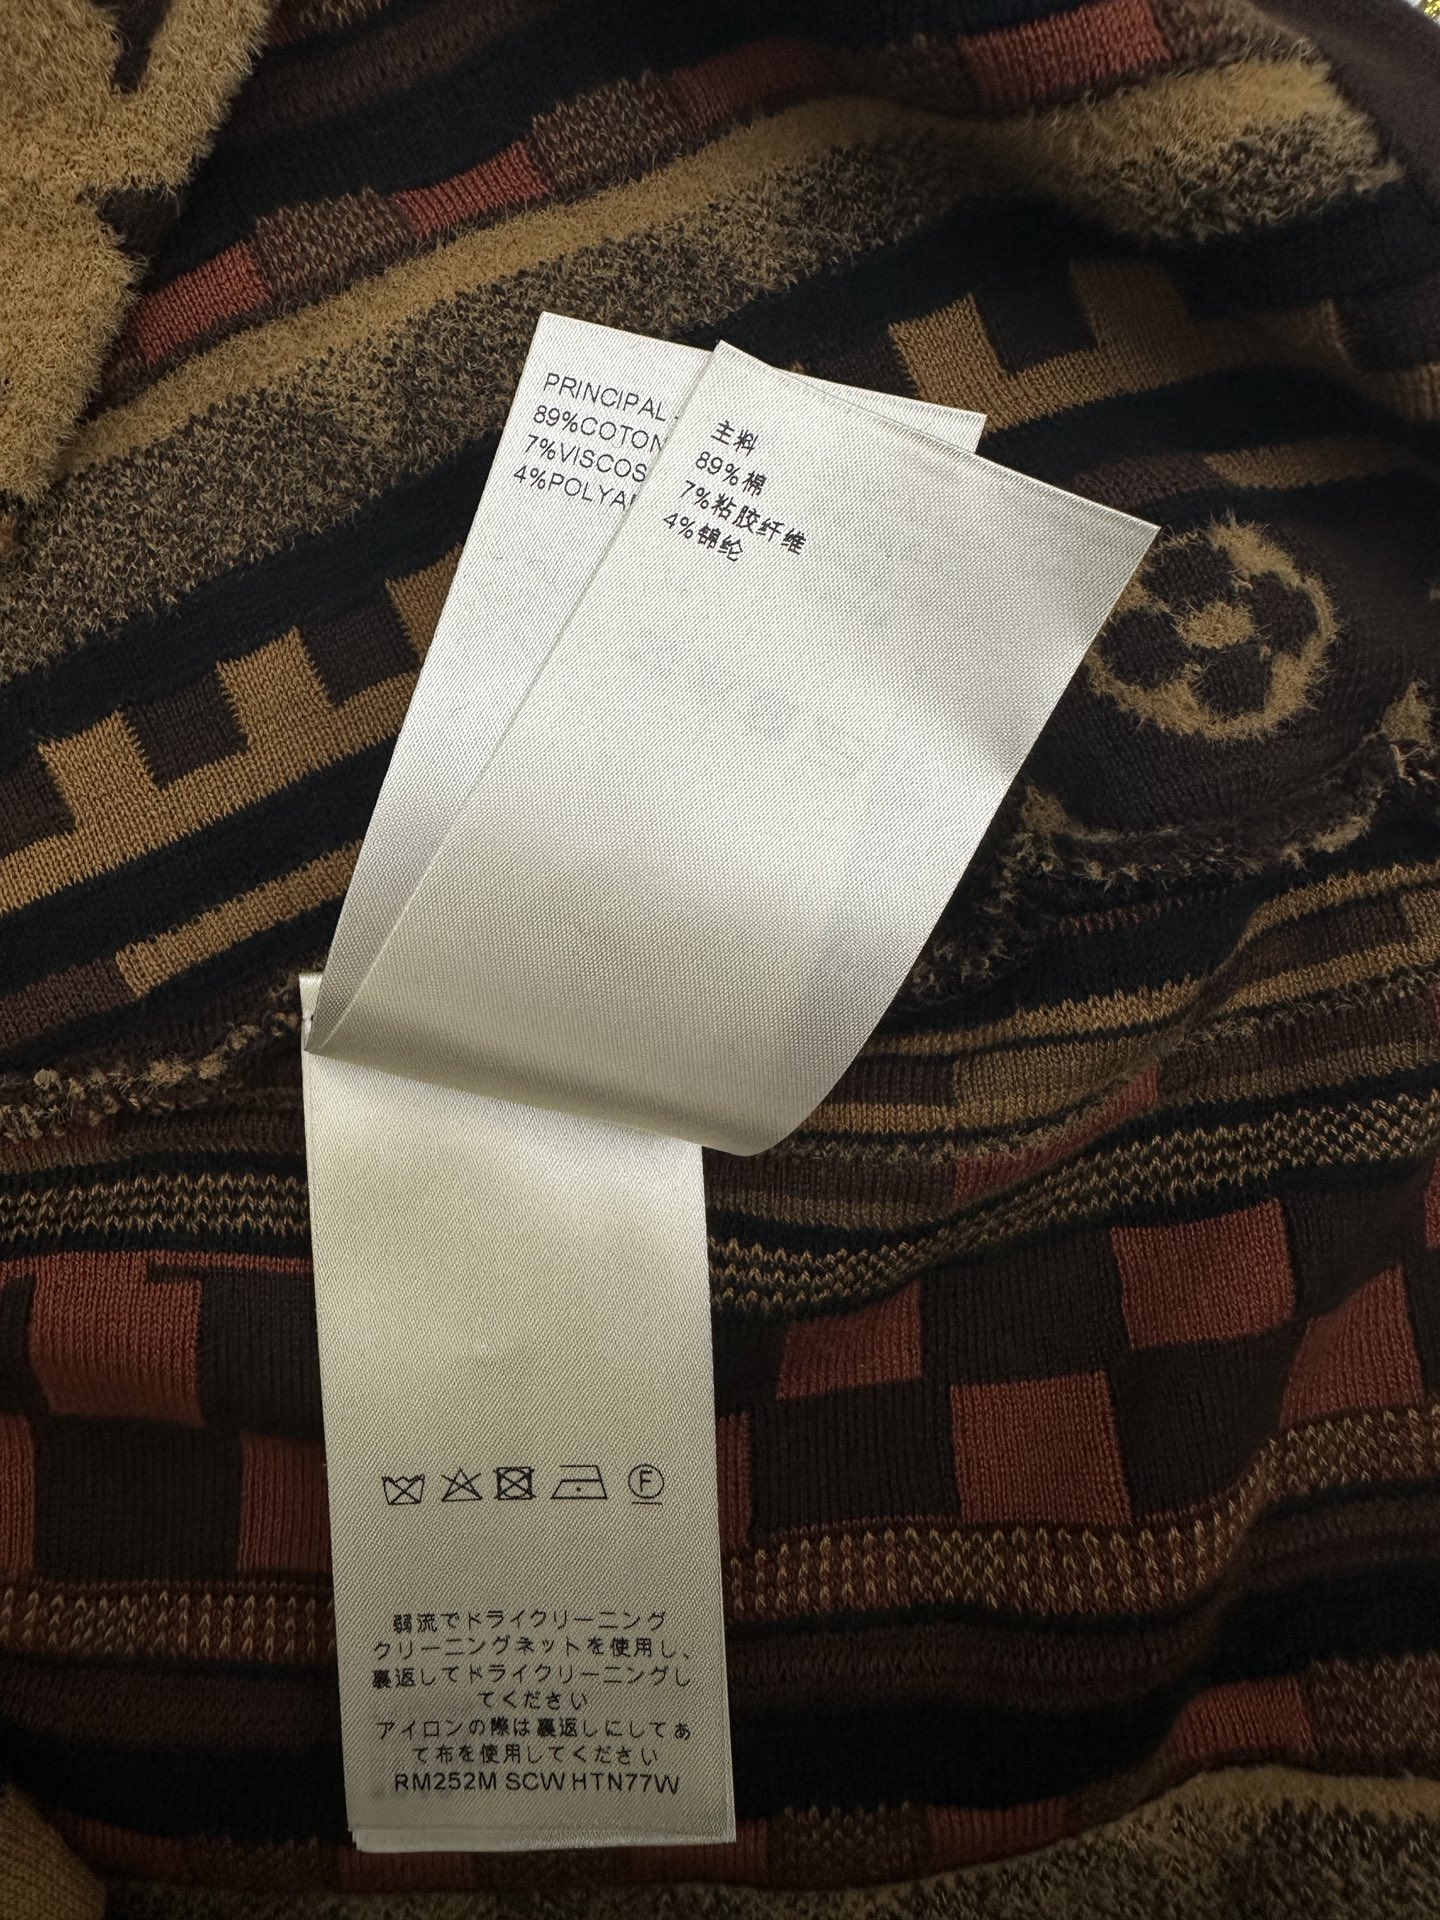 PRINCIPAL
89%COTON
7%VISCOS
4%POLYA
主料
89%棉
7%粘胶纤维
4%锦纶
F
弱流でドライクリーニング
クリーニングネットを使用し、
裏返してドライクリーニングし
てください
アイロンの際は裏返しにしてあ
て布を使用してください
RM252M SCW HTN77W